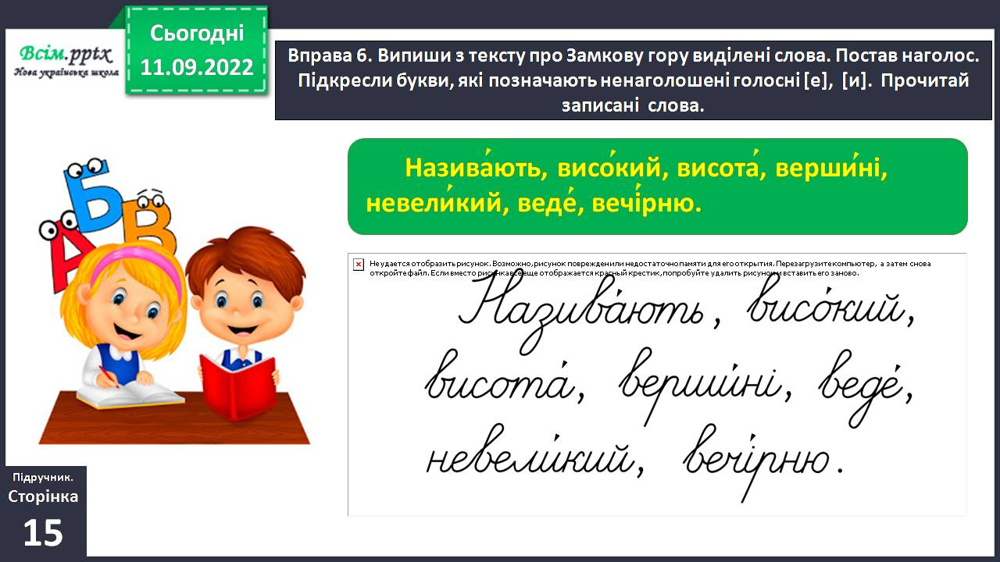 Сьогодні
11.09.2022
Всім.pptx
Нова українська школа
Вправа 6. Випиши з тексту про Замкову гору виділені слова. Постав наголос.
Підкресли букви, які позначають ненаголошені голосні [е], [и]. Прочитай
записані слова.
Назива́ють, висо́кий, висота́, верши́ні,
невели́кий, веде́, вечі́рню.
Не удается отобразить рисунок. Возможно, рисунок поврежден или недостаточно памяти для его открытия. Перезагрузите компьютер, а затем снова
откройте файл. Если вместо рисунка все еще отображается красный крестик, попробуйте удалить рисунок и вставить его заново.
Назива́ють, висо́кий,
висота́, верши́ні, веде́,
невели́кий, вечі́рню.
А Б В
Підручник.
Сторінка
15